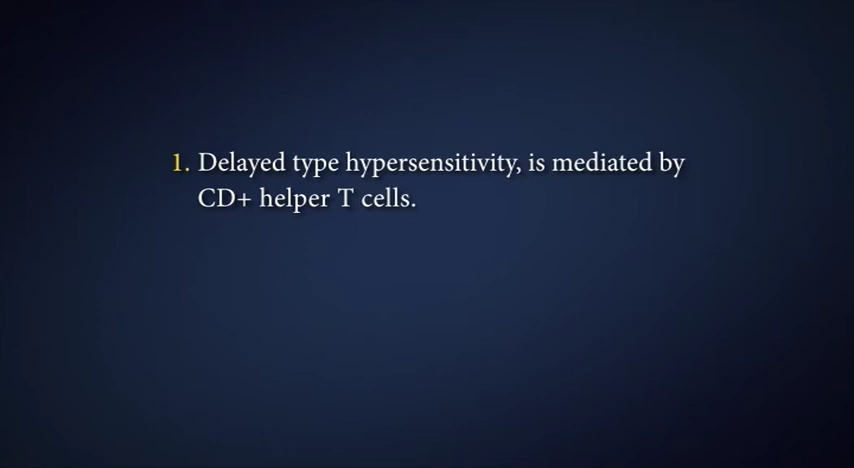 1. Delayed type hypersensitivity, is mediated by
CD+ helper T cells.